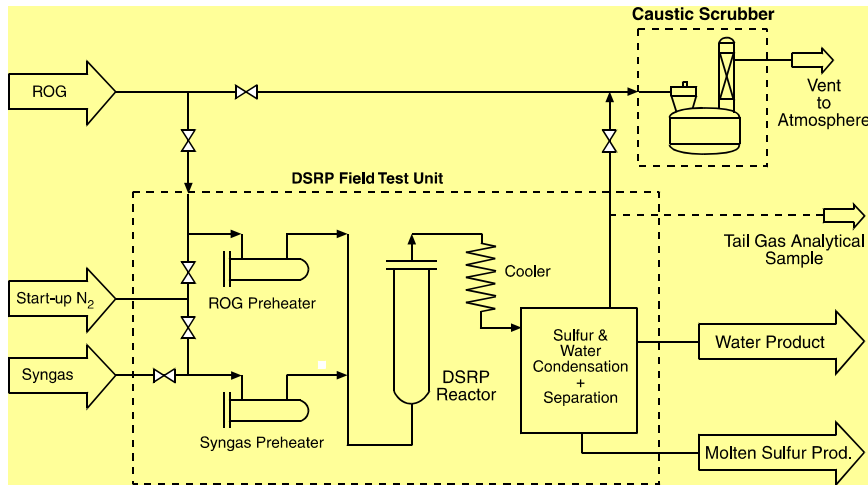 Caustic Scrubber
ROG
Vent
to
Atmosphere
DSRP Field Test Unit
Tail Gas Analytical
Sample
Cooler
ROG Preheater
Start-up N₂
Sulfur &
Water
Condensation
+
Separation
Water Product
Syngas
DSRP
Reactor
Syngas Preheater
Molten Sulfur Prod.